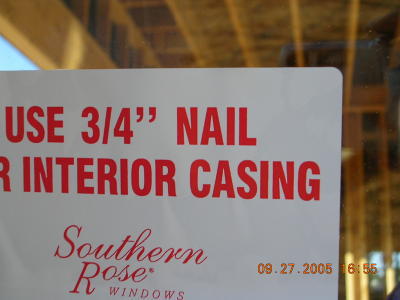 USE 3/4" NAIL
R INTERIOR CASING
Southern
Rose®
WINDOWS
09.27.2005 16:55